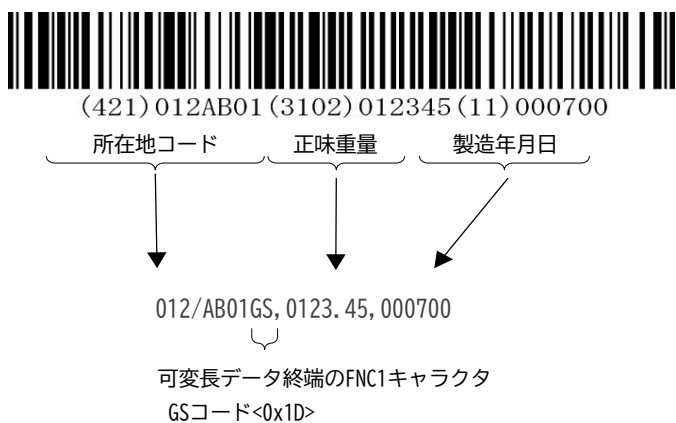 (421)012AB01(3102)012345(11)000700
所在地コード 正味重量 製造年月日
012/AB01GS,0123.45,000700
可変長データ終端のFNC1キャラクタ
GSコード<0x1D>